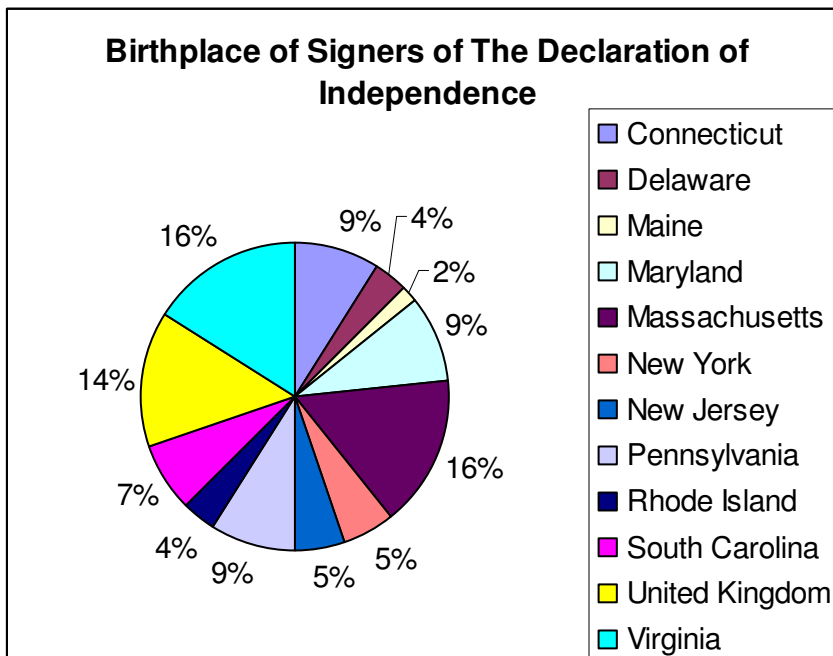 Birthplace of Signers of The Declaration of
Independence
Connecticut
Delaware
Maine
Maryland
Massachusetts
New York
New Jersey
Pennsylvania
Rhode Island
South Carolina
United Kingdom
Virginia
9%
4%
2%
9%
16%
5%
5%
9%
4%
7%
14%
16%